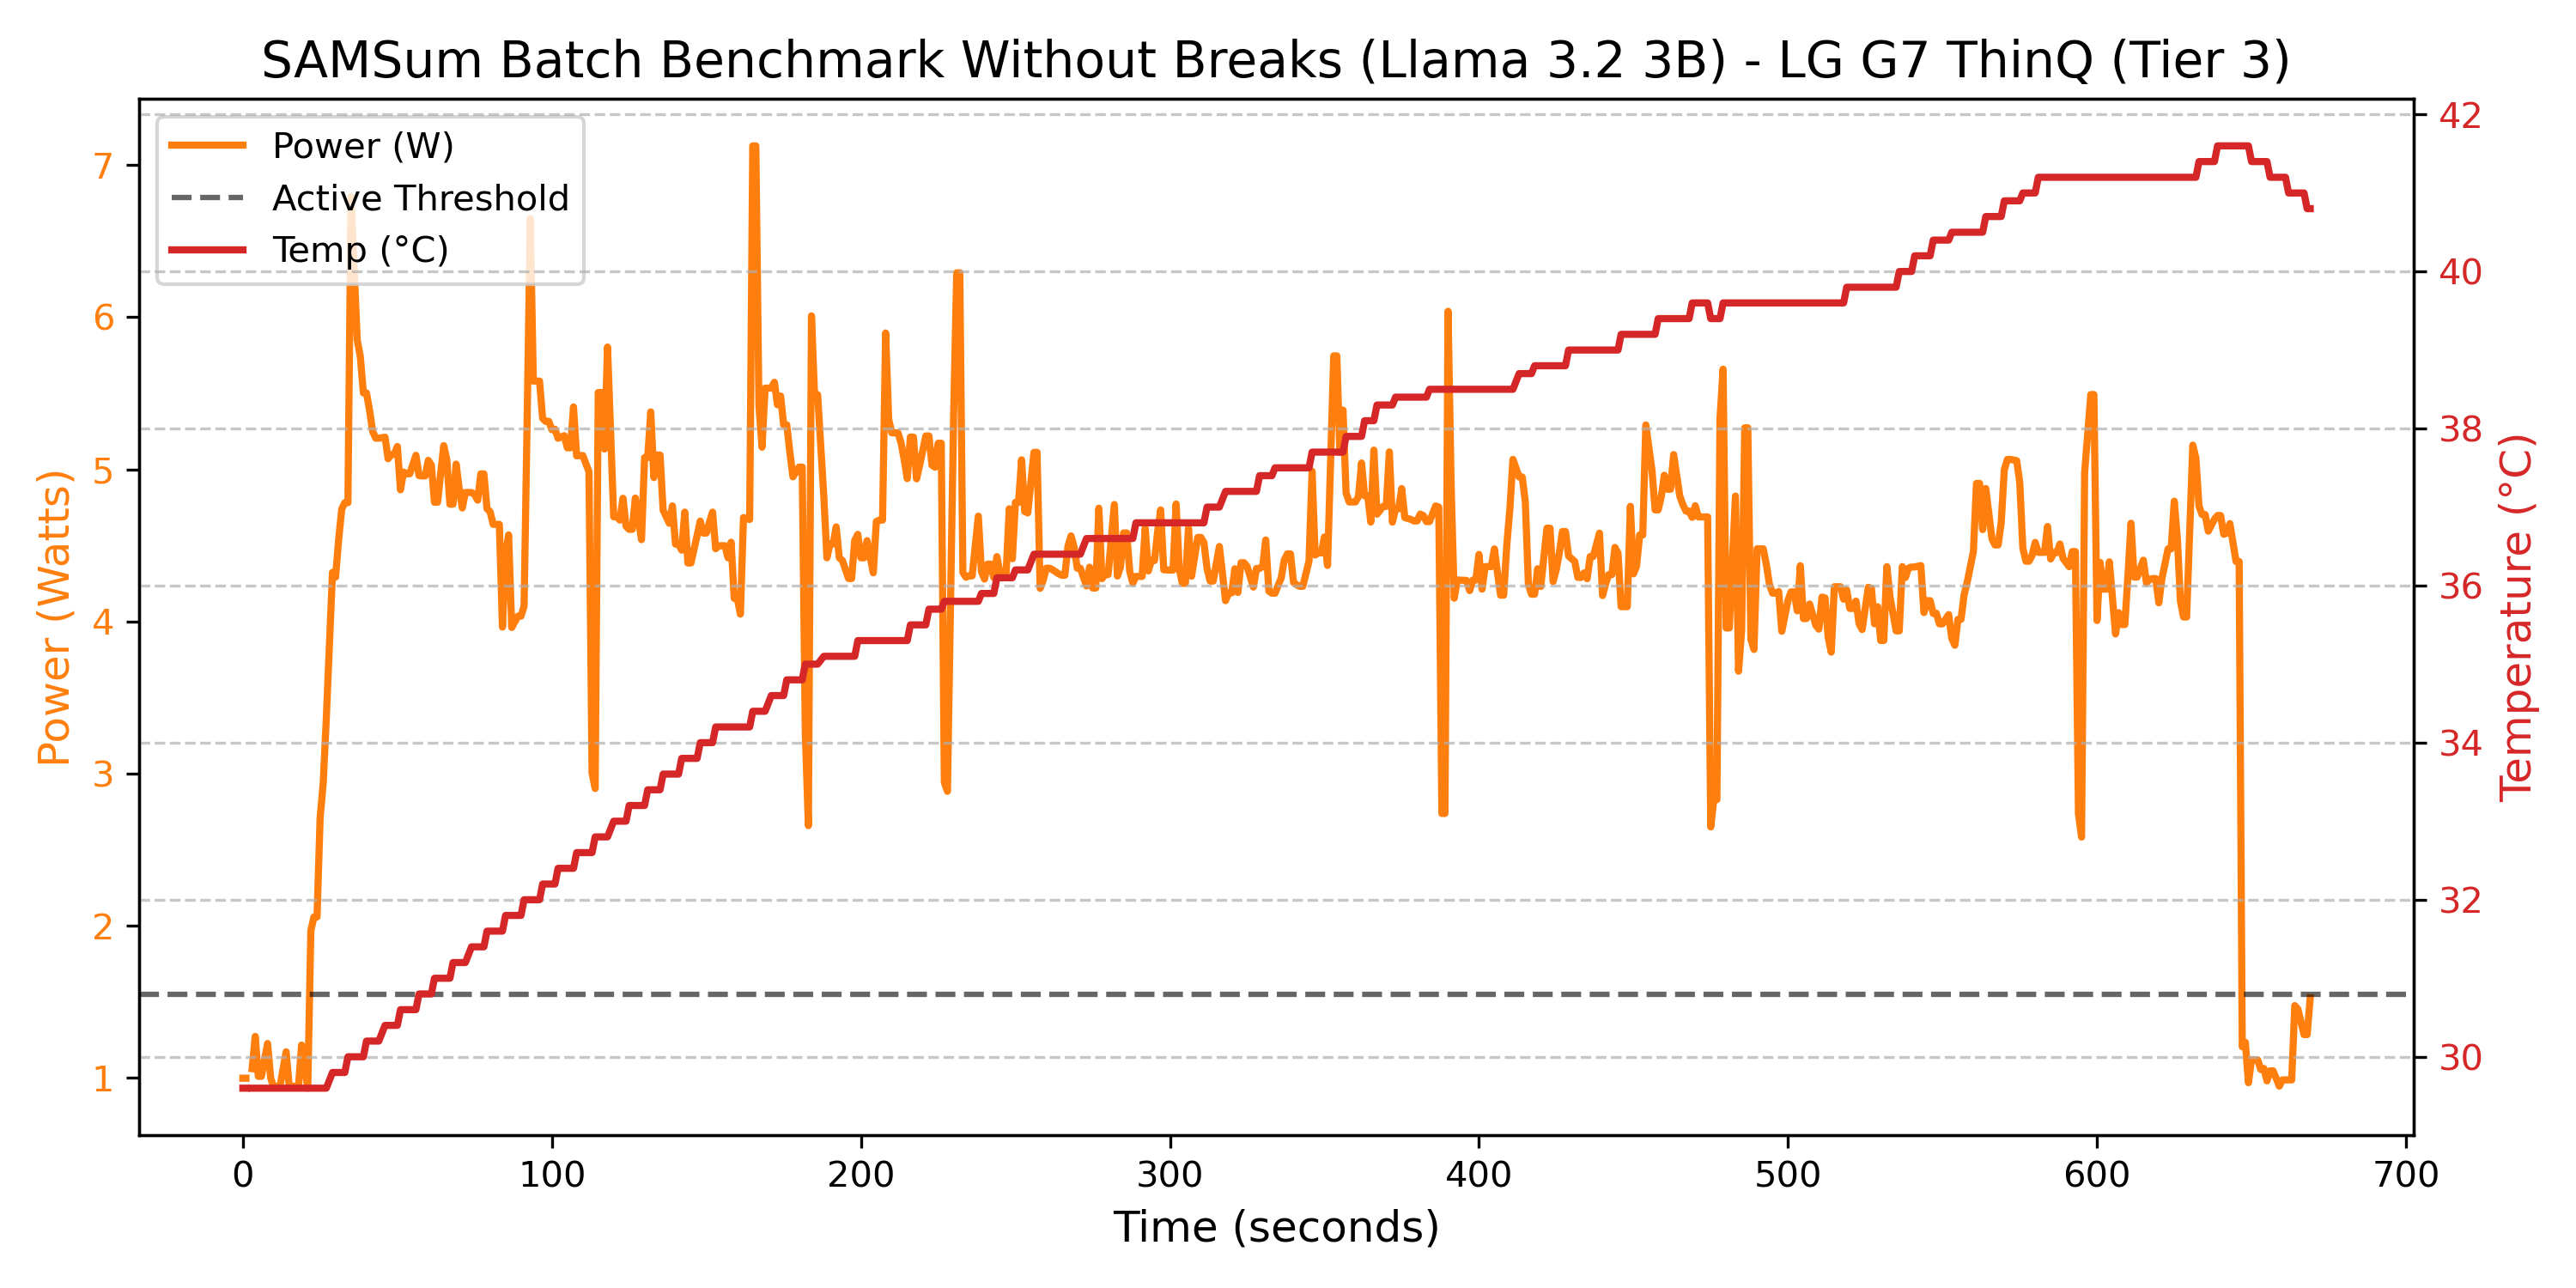 SAMSum Batch Benchmark Without Breaks (Llama 3.2 3B) - LG G7 ThinQ (Tier 3)
Power (W)
Active Threshold
Temp (°C)
Power (Watts)
7
6
5
4
3
2
1
42
40
38
36
34
32
30
Temperature (°C)
0 100 200 300 400 500 600 700
Time (seconds)